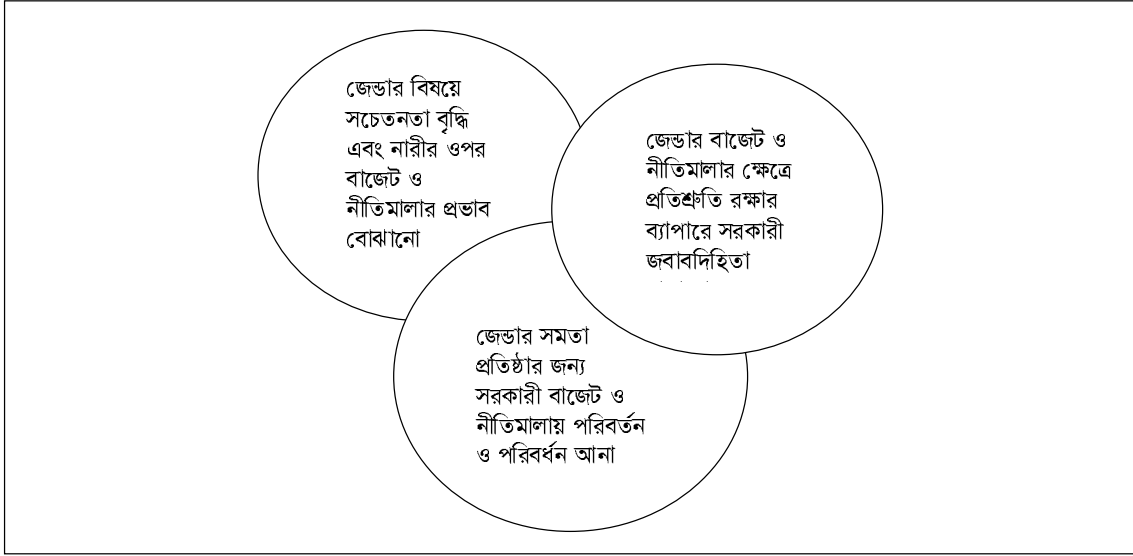 জেন্ডার বিষয়ে
সচেতনতা বৃদ্ধি
এবং নারীর ওপর
বাজেট ও
নীতিমালার প্রভাব
বোঝানো
জেন্ডার বাজেট ও
নীতিমালার ক্ষেত্রে
প্রতিশ্রুতি রক্ষার
ব্যাপারে সরকারী
জবাবদিহিতা
জেন্ডার সমতা
প্রতিষ্ঠার জন্য
সরকারী বাজেট ও
নীতিমালায় পরিবর্তন
ও পরিবর্ধন আনা